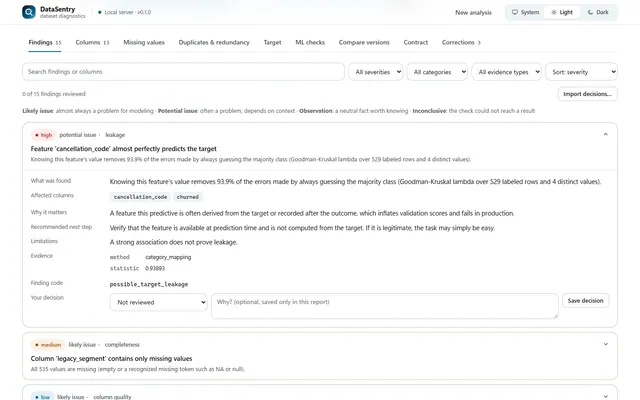 DataSentry
dataset diagnostics
Local server · v0.1.0
New analysis
System
Light
Dark
Findings 15
Columns 13
Missing values
Duplicates & redundancy
Target
ML checks
Compare versions
Contract
Corrections 3
Search findings or columns
All severities
All categories
All evidence types
Sort: severity
0 of 15 findings reviewed
Import decisions...
Likely issue: almost always a problem for modeling · Potential issue: often a problem, depends on context · Observation: a neutral fact worth knowing · Inconclusive: the check could not reach a result
high potential issue · leakage
Feature 'cancellation_code' almost perfectly predicts the target
Knowing this feature's value removes 93.9% of the errors made by always guessing the majority class (Goodman-Kruskal lambda over 529 labeled rows and 4 distinct values).
What was found
Knowing this feature's value removes 93.9% of the errors made by always guessing the majority class (Goodman-Kruskal lambda over 529 labeled rows and 4 distinct values).
Affected columns
cancellation_code churned
Why it matters
A feature this predictive is often derived from the target or recorded after the outcome, which inflates validation scores and fails in production.
Recommended next step
Verify that the feature is available at prediction time and is not computed from the target. If it is legitimate, the task may simply be easy.
Limitations
A strong association does not prove leakage.
Evidence
method category_mapping
statistic 0.93893
Finding code
possible_target_leakage
Your decision
Not reviewed
Why? (optional, saved only in this report)
Save decision
medium likely issue · completeness
Column 'legacy_segment' contains only missing values
All 535 values are missing (empty or a recognized missing token such as NA or null).
low likely issue · column quality